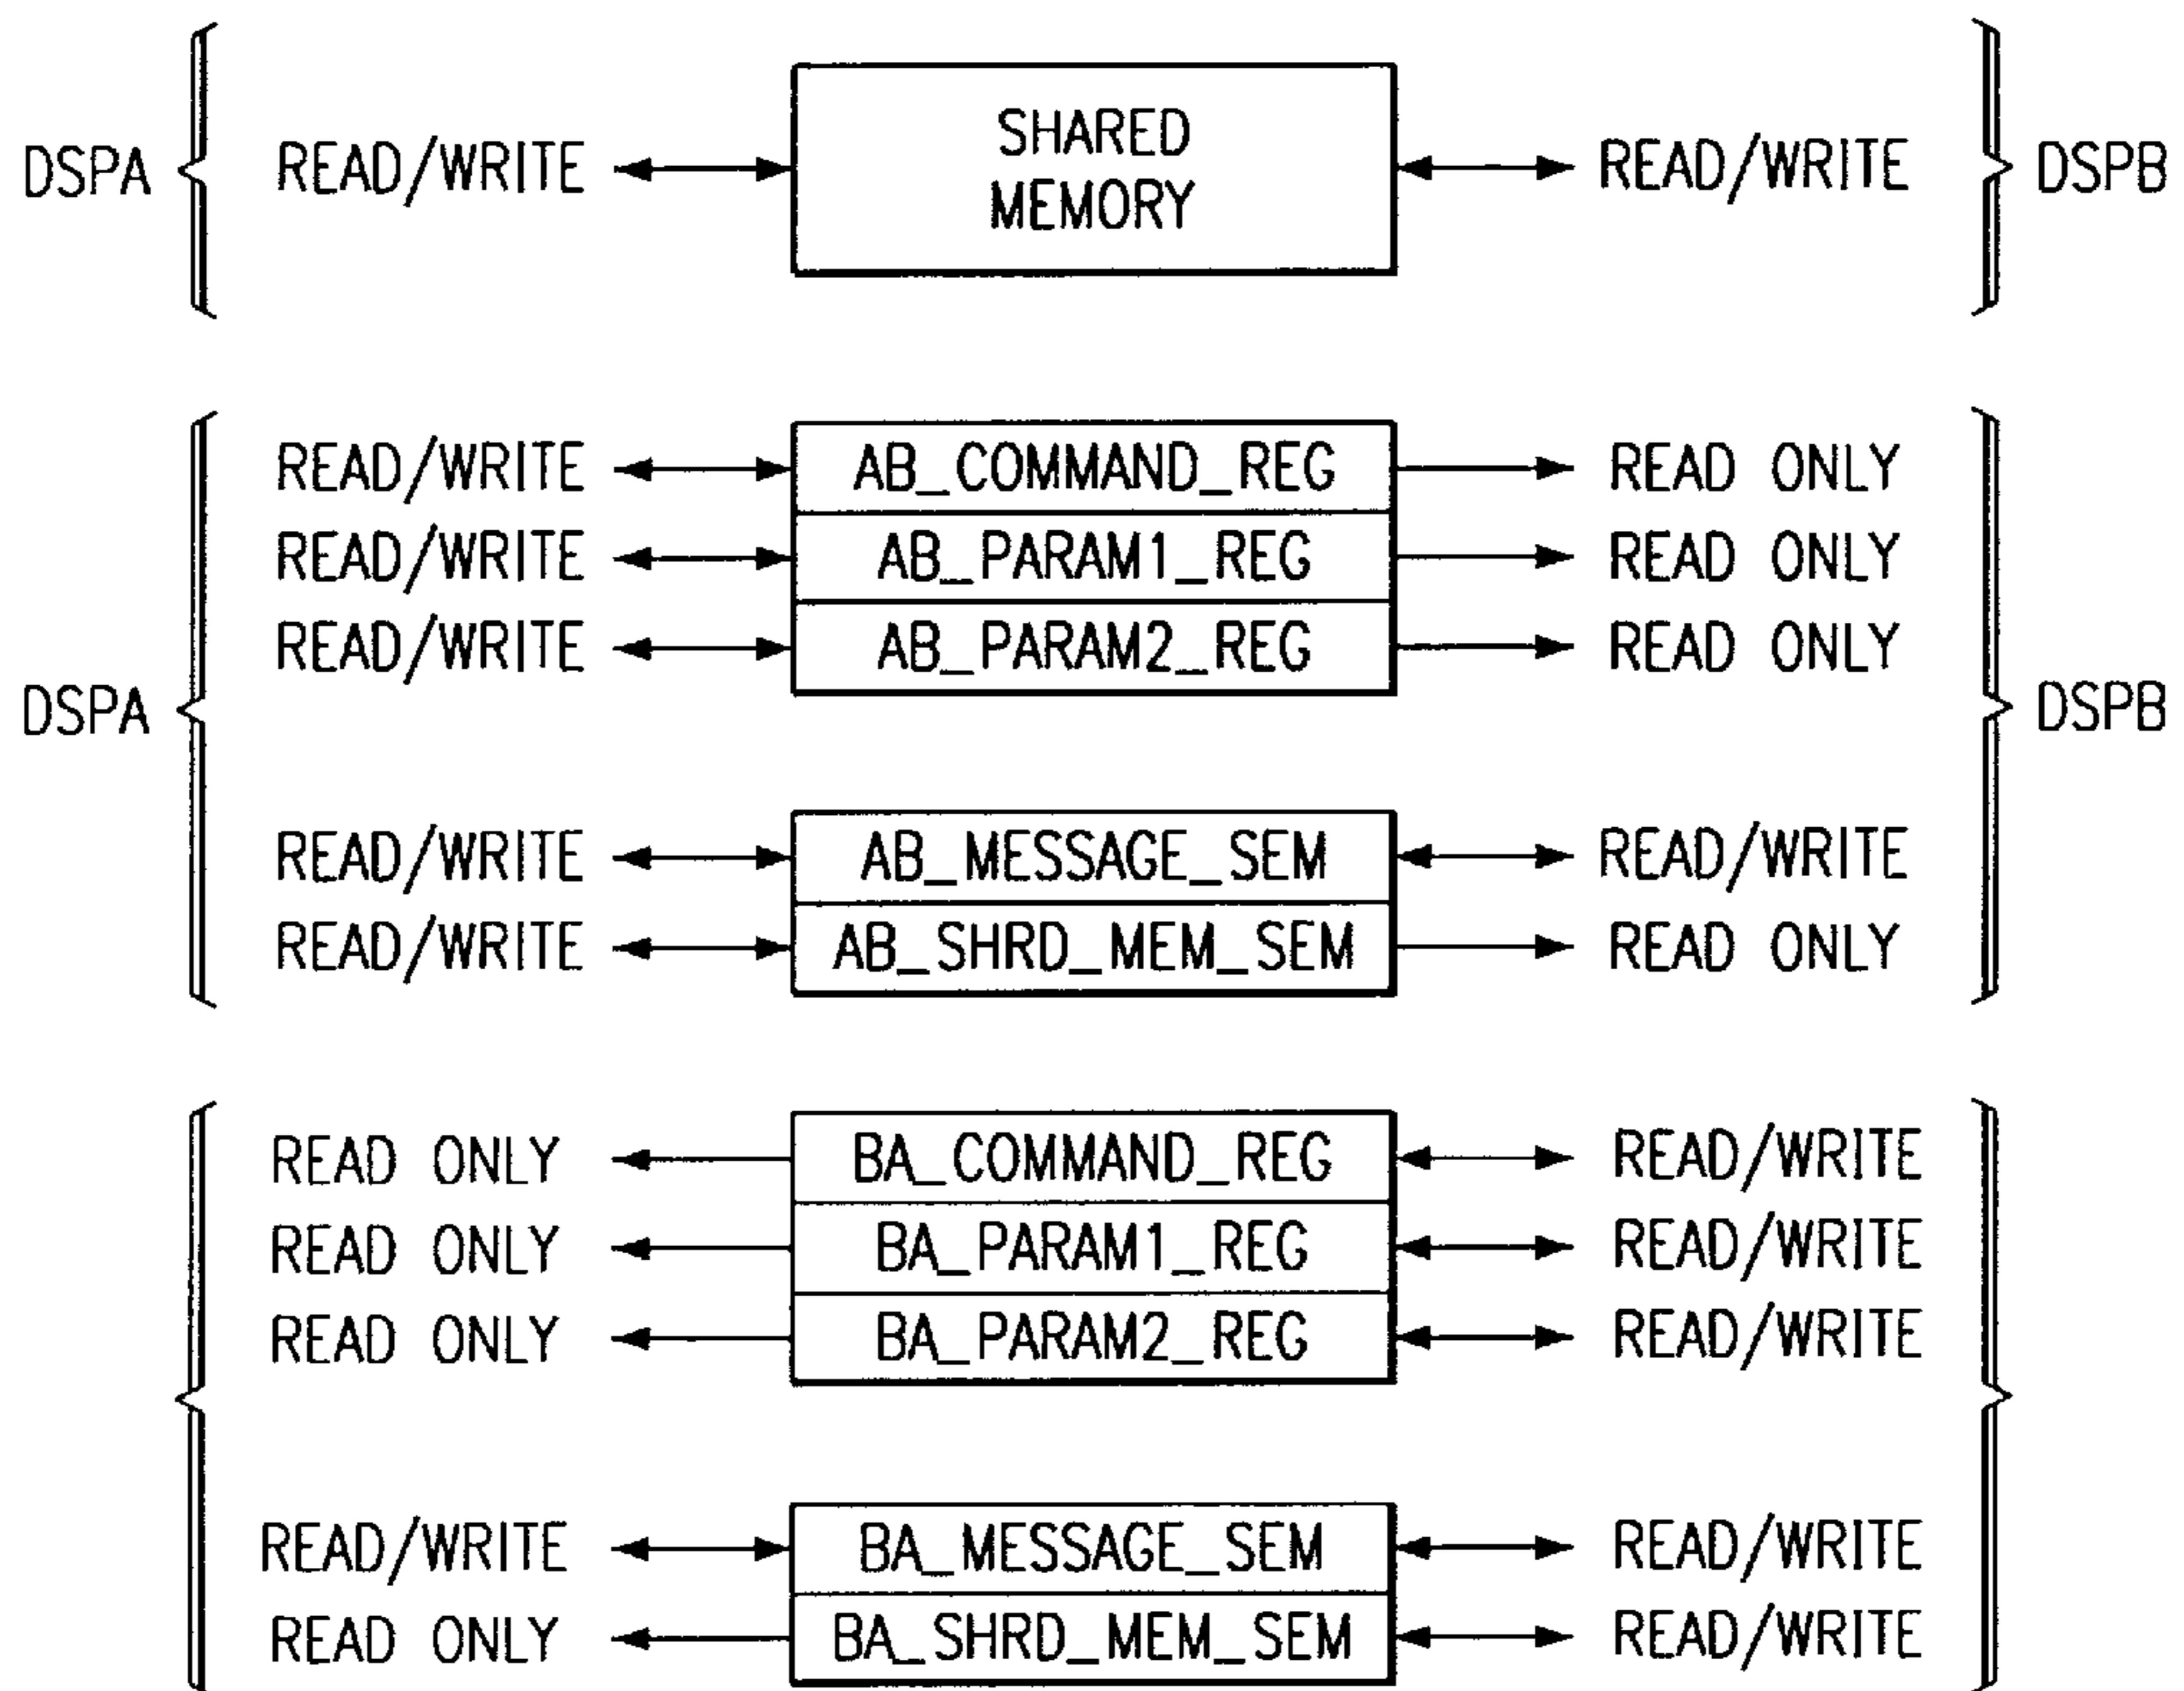 SHARED
DSPA READ/WRITE MEMORY READ/WRITE DSPB
READ/WRITE AB_COMMAND_REG READ ONLY
READ/WRITE AB_PARAM1_REG READ ONLY
READ/WRITE AB_PARAM2_REG READ ONLY
DSPA DSPB
READ/WRITE AB_MESSAGE_SEM READ/WRITE
READ/WRITE AB_SHRD_MEM_SEM READ ONLY
READ ONLY BA_COMMAND_REG READ/WRITE
READ ONLY BA_PARAM1_REG READ/WRITE
READ ONLY BA_PARAM2_REG READ/WRITE
READ/WRITE BA_MESSAGE_SEM READ/WRITE
READ ONLY BA_SHRD_MEM_SEM READ/WRITE